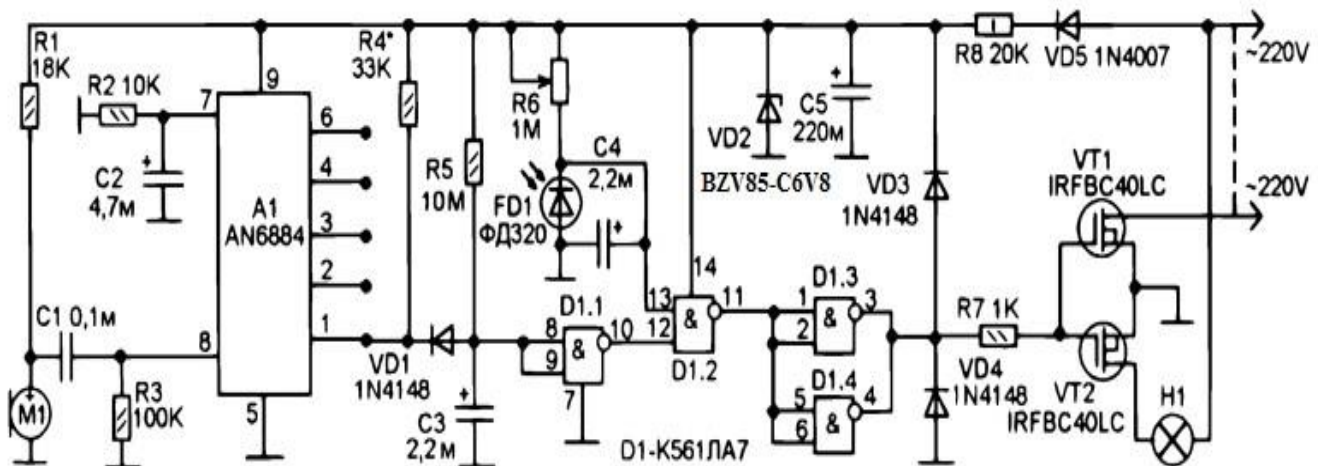 R1
18K
R2 10K
7
9
C2
4,7м
A1
AN6884
6
4
3
2
1
8
5
C1 0,1м
R3
100K
M1
R4*
33K
R5
10M
VD1
1N4148
C3
2,2м
R6
1M
C4
2,2м
FD1
ФД320
D1.1
8
9
10
7
13
12
14
11
&
&
D1.2
D1.3
1
2
3
&
D1.4
5
6
4
&
D1-К561ЛА7
VD2
BZV85-C6V8
C5
220м
VD3
1N4148
R8 20K
VD5 1N4007
~220V
~220V
VT1
IRFBC40LC
R7 1K
VD4
1N4148
VT2
IRFBC40LC
H1